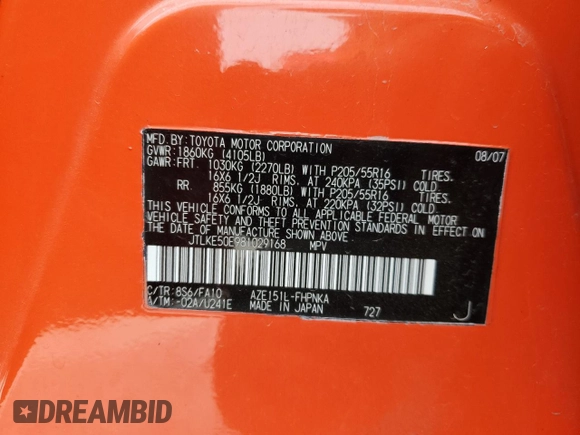 MFD. BY: TOYOTA MOTOR CORPORATION 08/07
GVWR: 1860KG (4105LB)
GAWR: FRT. 1030KG (2270LB) WITH P205/55R16 TIRES.
16X6 1/2J RIMS. AT 240KPA (35PSI) COLD.
RR. 855KG (1880LB) WITH P205/55R16 TIRES.
16X6 1/2J RIMS. AT 220KPA (32PSI) COLD.
THIS VEHICLE CONFORMS TO ALL APPLICABLE FEDERAL MOTOR
VEHICLE SAFETY AND THEFT PREVENTION STANDARDS IN EFFECT ON
THE DATE OF MANUFACTURE SHOWN ABOVE.
JTLKE50E981029168 MPV
C/TR: 8S6/FA10 AZE151L-FHPNKA
A/TM: -02A/U241E MADE IN JAPAN 727 J
DREAMBID